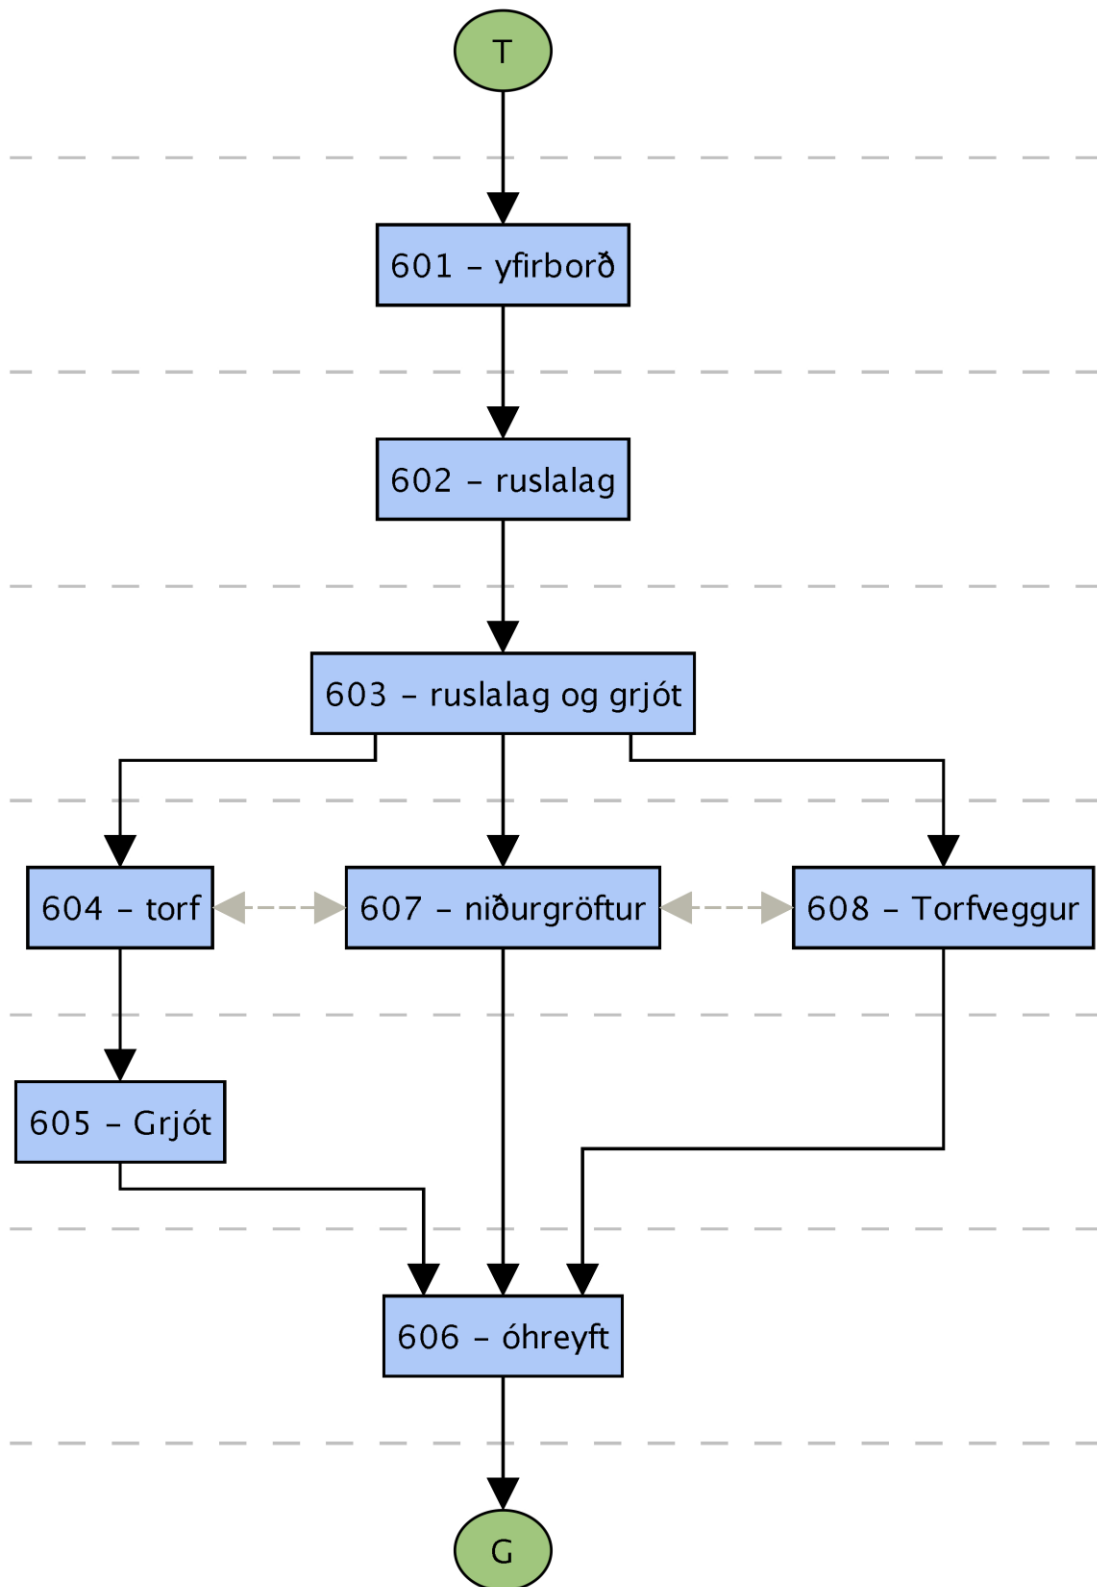 T
601 – yfirborð
602 – ruslalag
603 – ruslalag og grjót
604 – torf
607 – niðurgröftur
608 – Torfveggur
605 – Grjót
606 – óhreyft
G